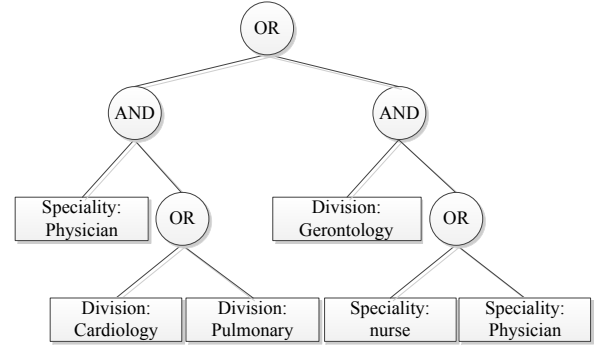 OR
AND
AND
Speciality:
Physician
OR
Division:
Gerontology
OR
Division:
Cardiology
Division:
Pulmonary
Speciality:
nurse
Speciality:
Physician